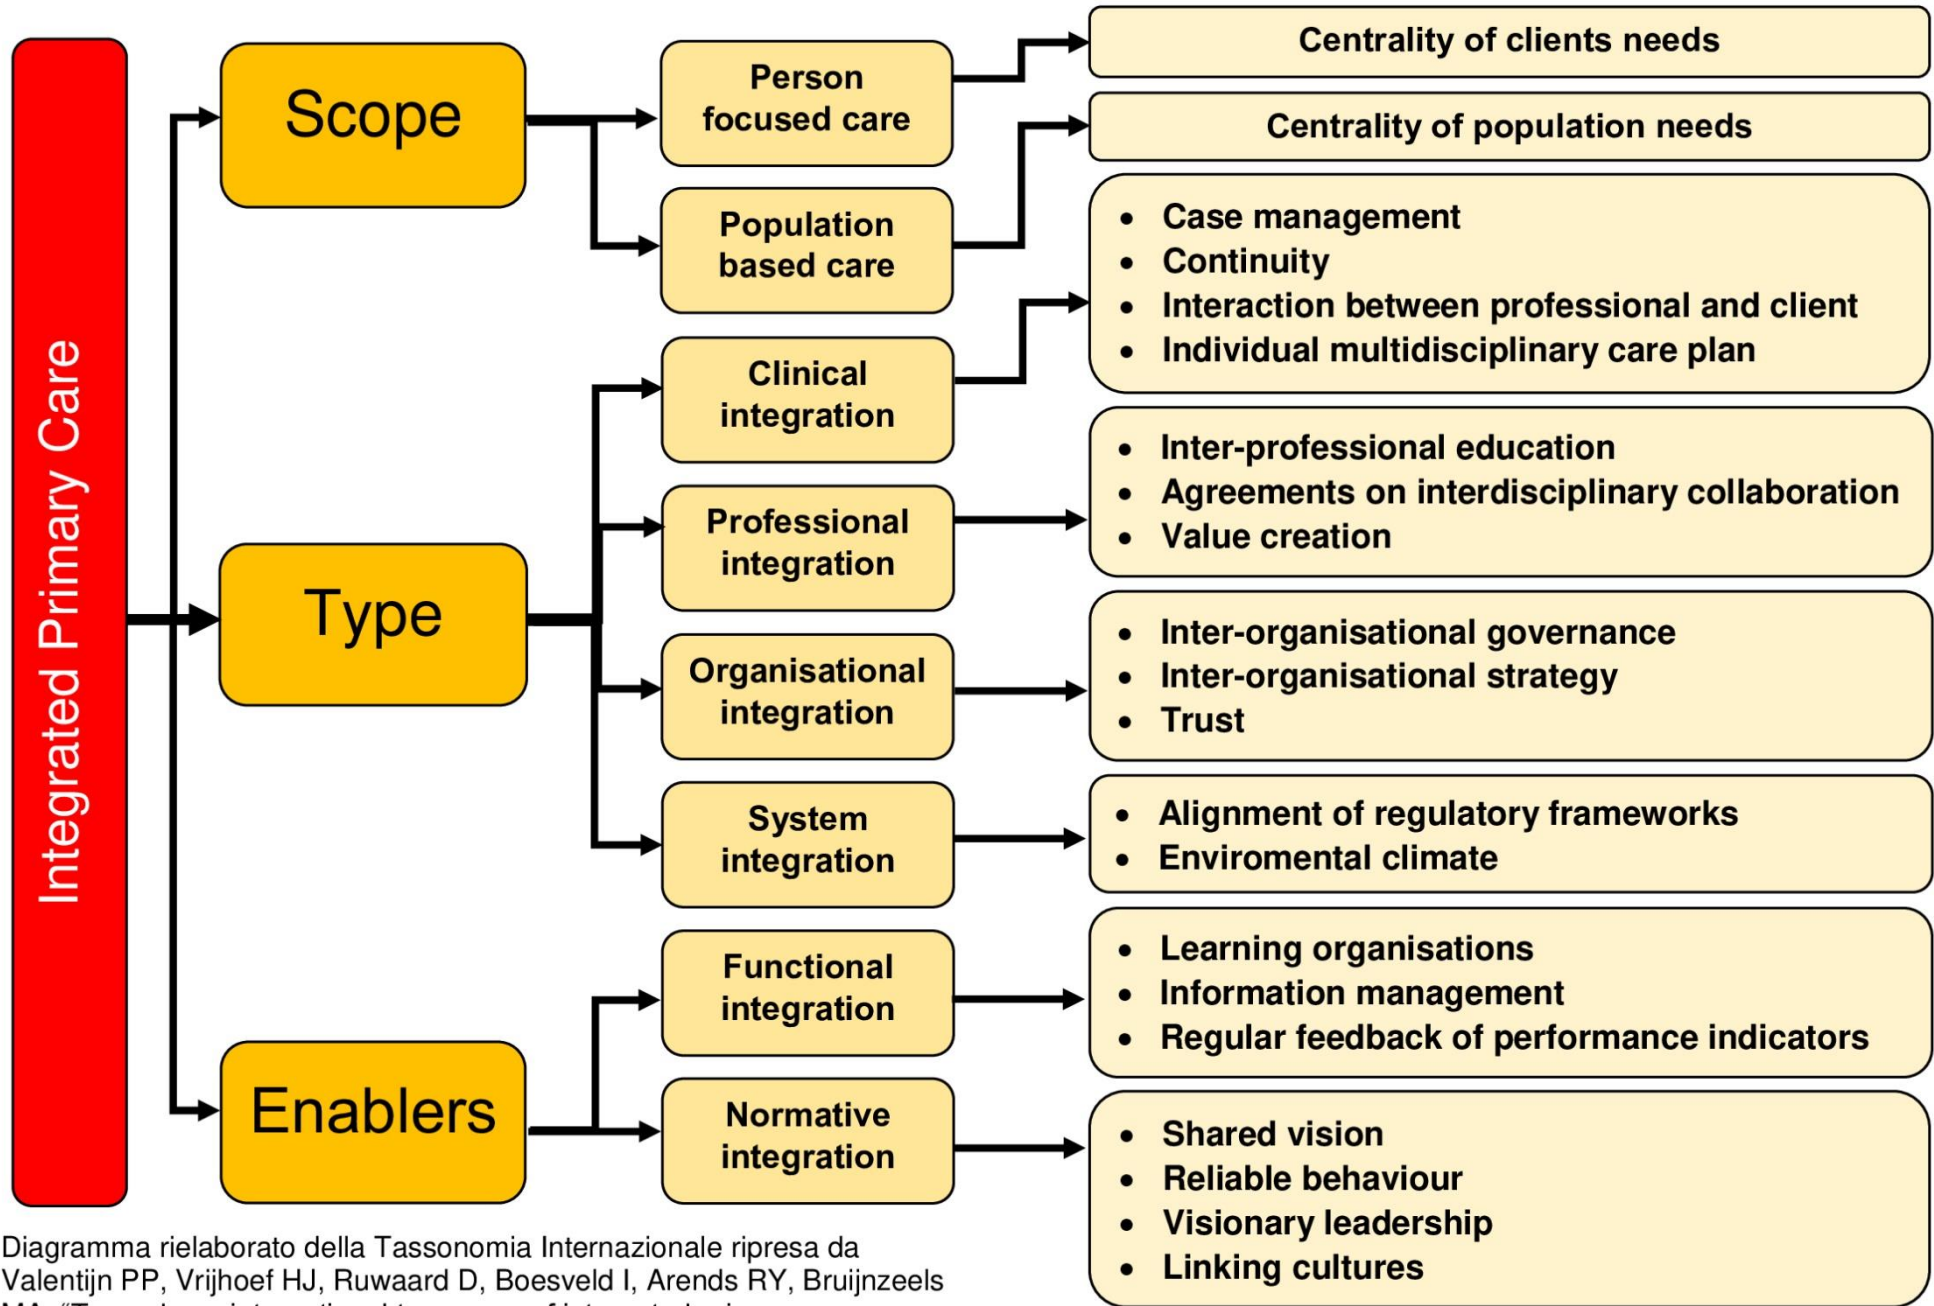 Integrated Primary Care
Scope
Person
focused care
Centrality of clients needs
Population
based care
Centrality of population needs
Type
Clinical
integration
• Case management
• Continuity
• Interaction between professional and client
• Individual multidisciplinary care plan
Professional
integration
• Inter-professional education
• Agreements on interdisciplinary collaboration
• Value creation
Organisational
integration
• Inter-organisational governance
• Inter-organisational strategy
• Trust
System
integration
• Alignment of regulatory frameworks
• Enviromental climate
Enablers
Functional
integration
• Learning organisations
• Information management
• Regular feedback of performance indicators
Normative
integration
• Shared vision
• Reliable behaviour
• Visionary leadership
• Linking cultures
Diagramma rielaborato della Tassonomia Internazionale ripresa da
Valentijn PP, Vrijhoef HJ, Ruwaard D, Boesveld I, Arends RY, Bruijnzeels